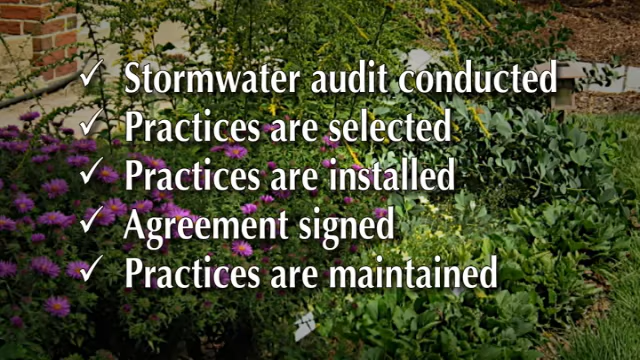 ✓ Stormwater audit conducted
✓ Practices are selected
✓ Practices are installed
✓ Agreement signed
✓ Practices are maintained